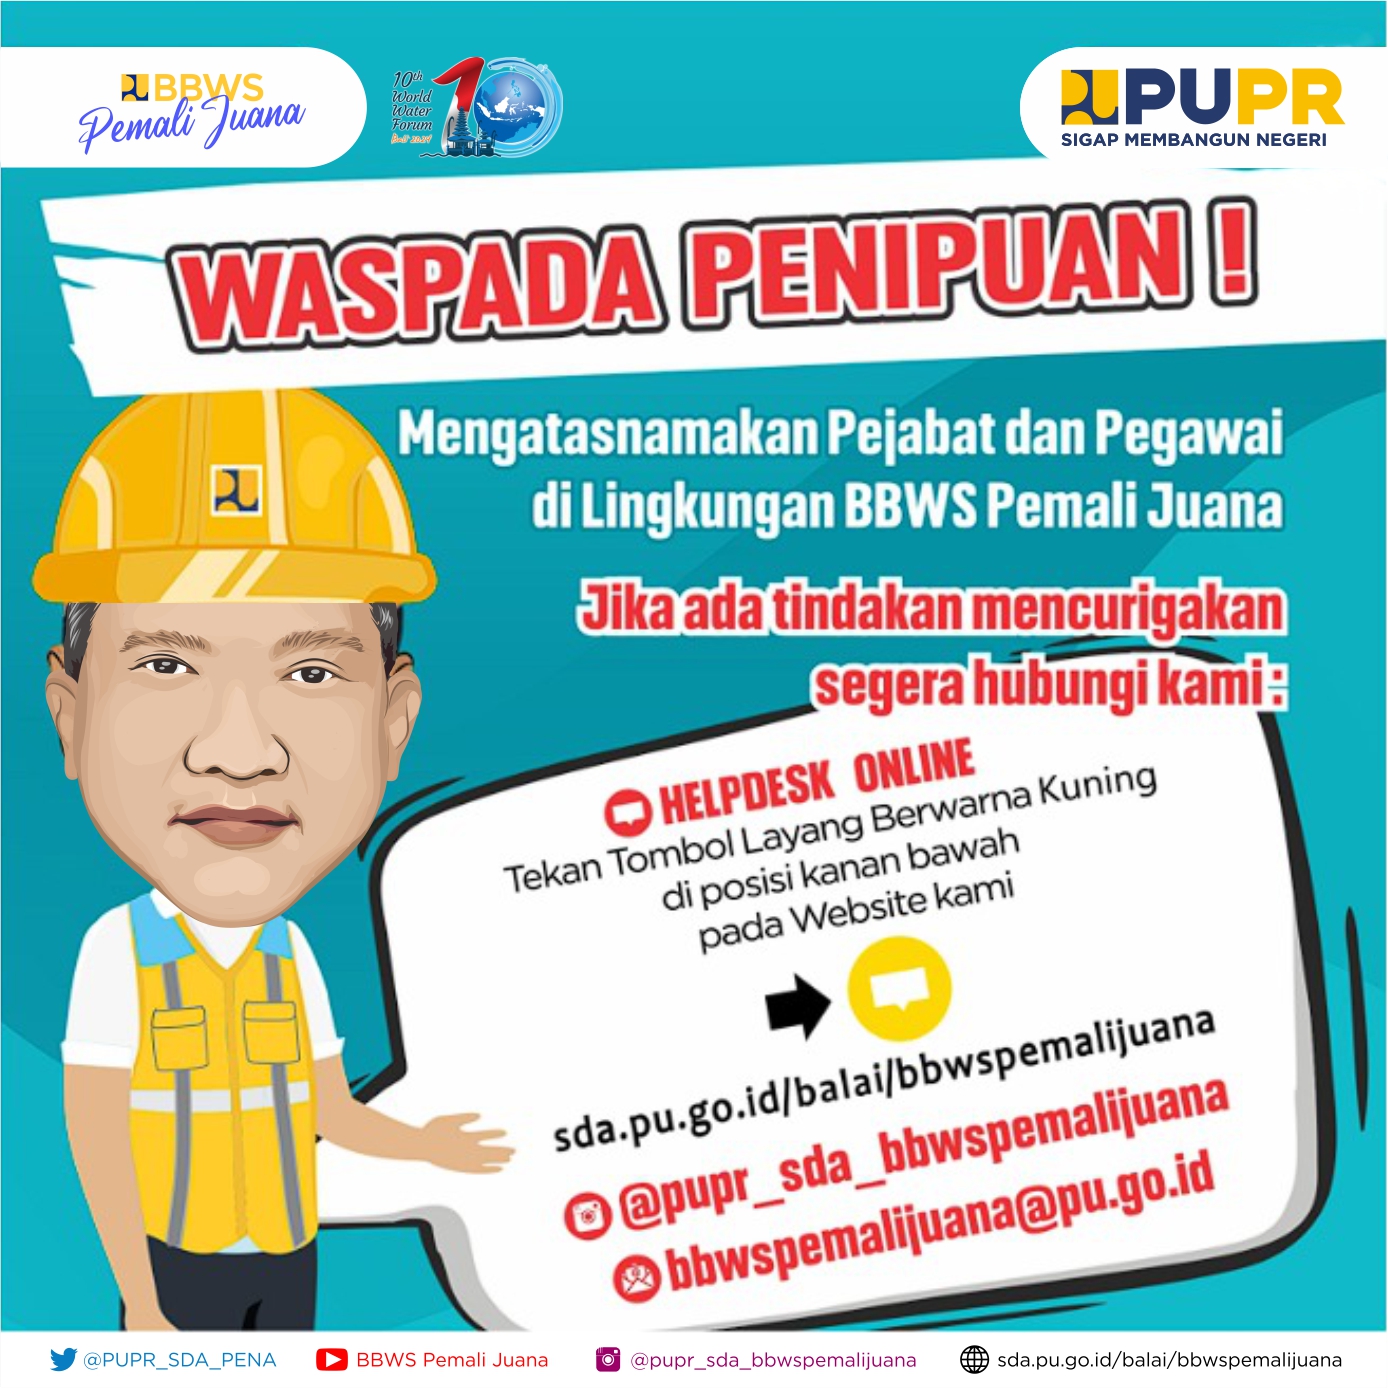 BBWS
Pemali Juana
10th
World
Water
Forum
Bali 2024
10
PUPR
SIGAP MEMBANGUN NEGERI
WASPADA PENIPUAN !
Mengatasnamakan Pejabat dan Pegawai
di Lingkungan BBWS Pemali Juana
Jika ada tindakan mencurigakan
segera hubungi kami :
HELPDESK ONLINE
Tekan Tombol Layang Berwarna Kuning
di posisi kanan bawah
pada Website kami
sda.pu.go.id/balai/bbwspemalijuana
@pupr_sda_bbwspemalijuana
bbwspemalijuana@pu.go.id
@PUPR_SDA_PENA
BBWS Pemali Juana
@pupr_sda_bbwspemalijuana
sda.pu.go.id/balai/bbwspemalijuana